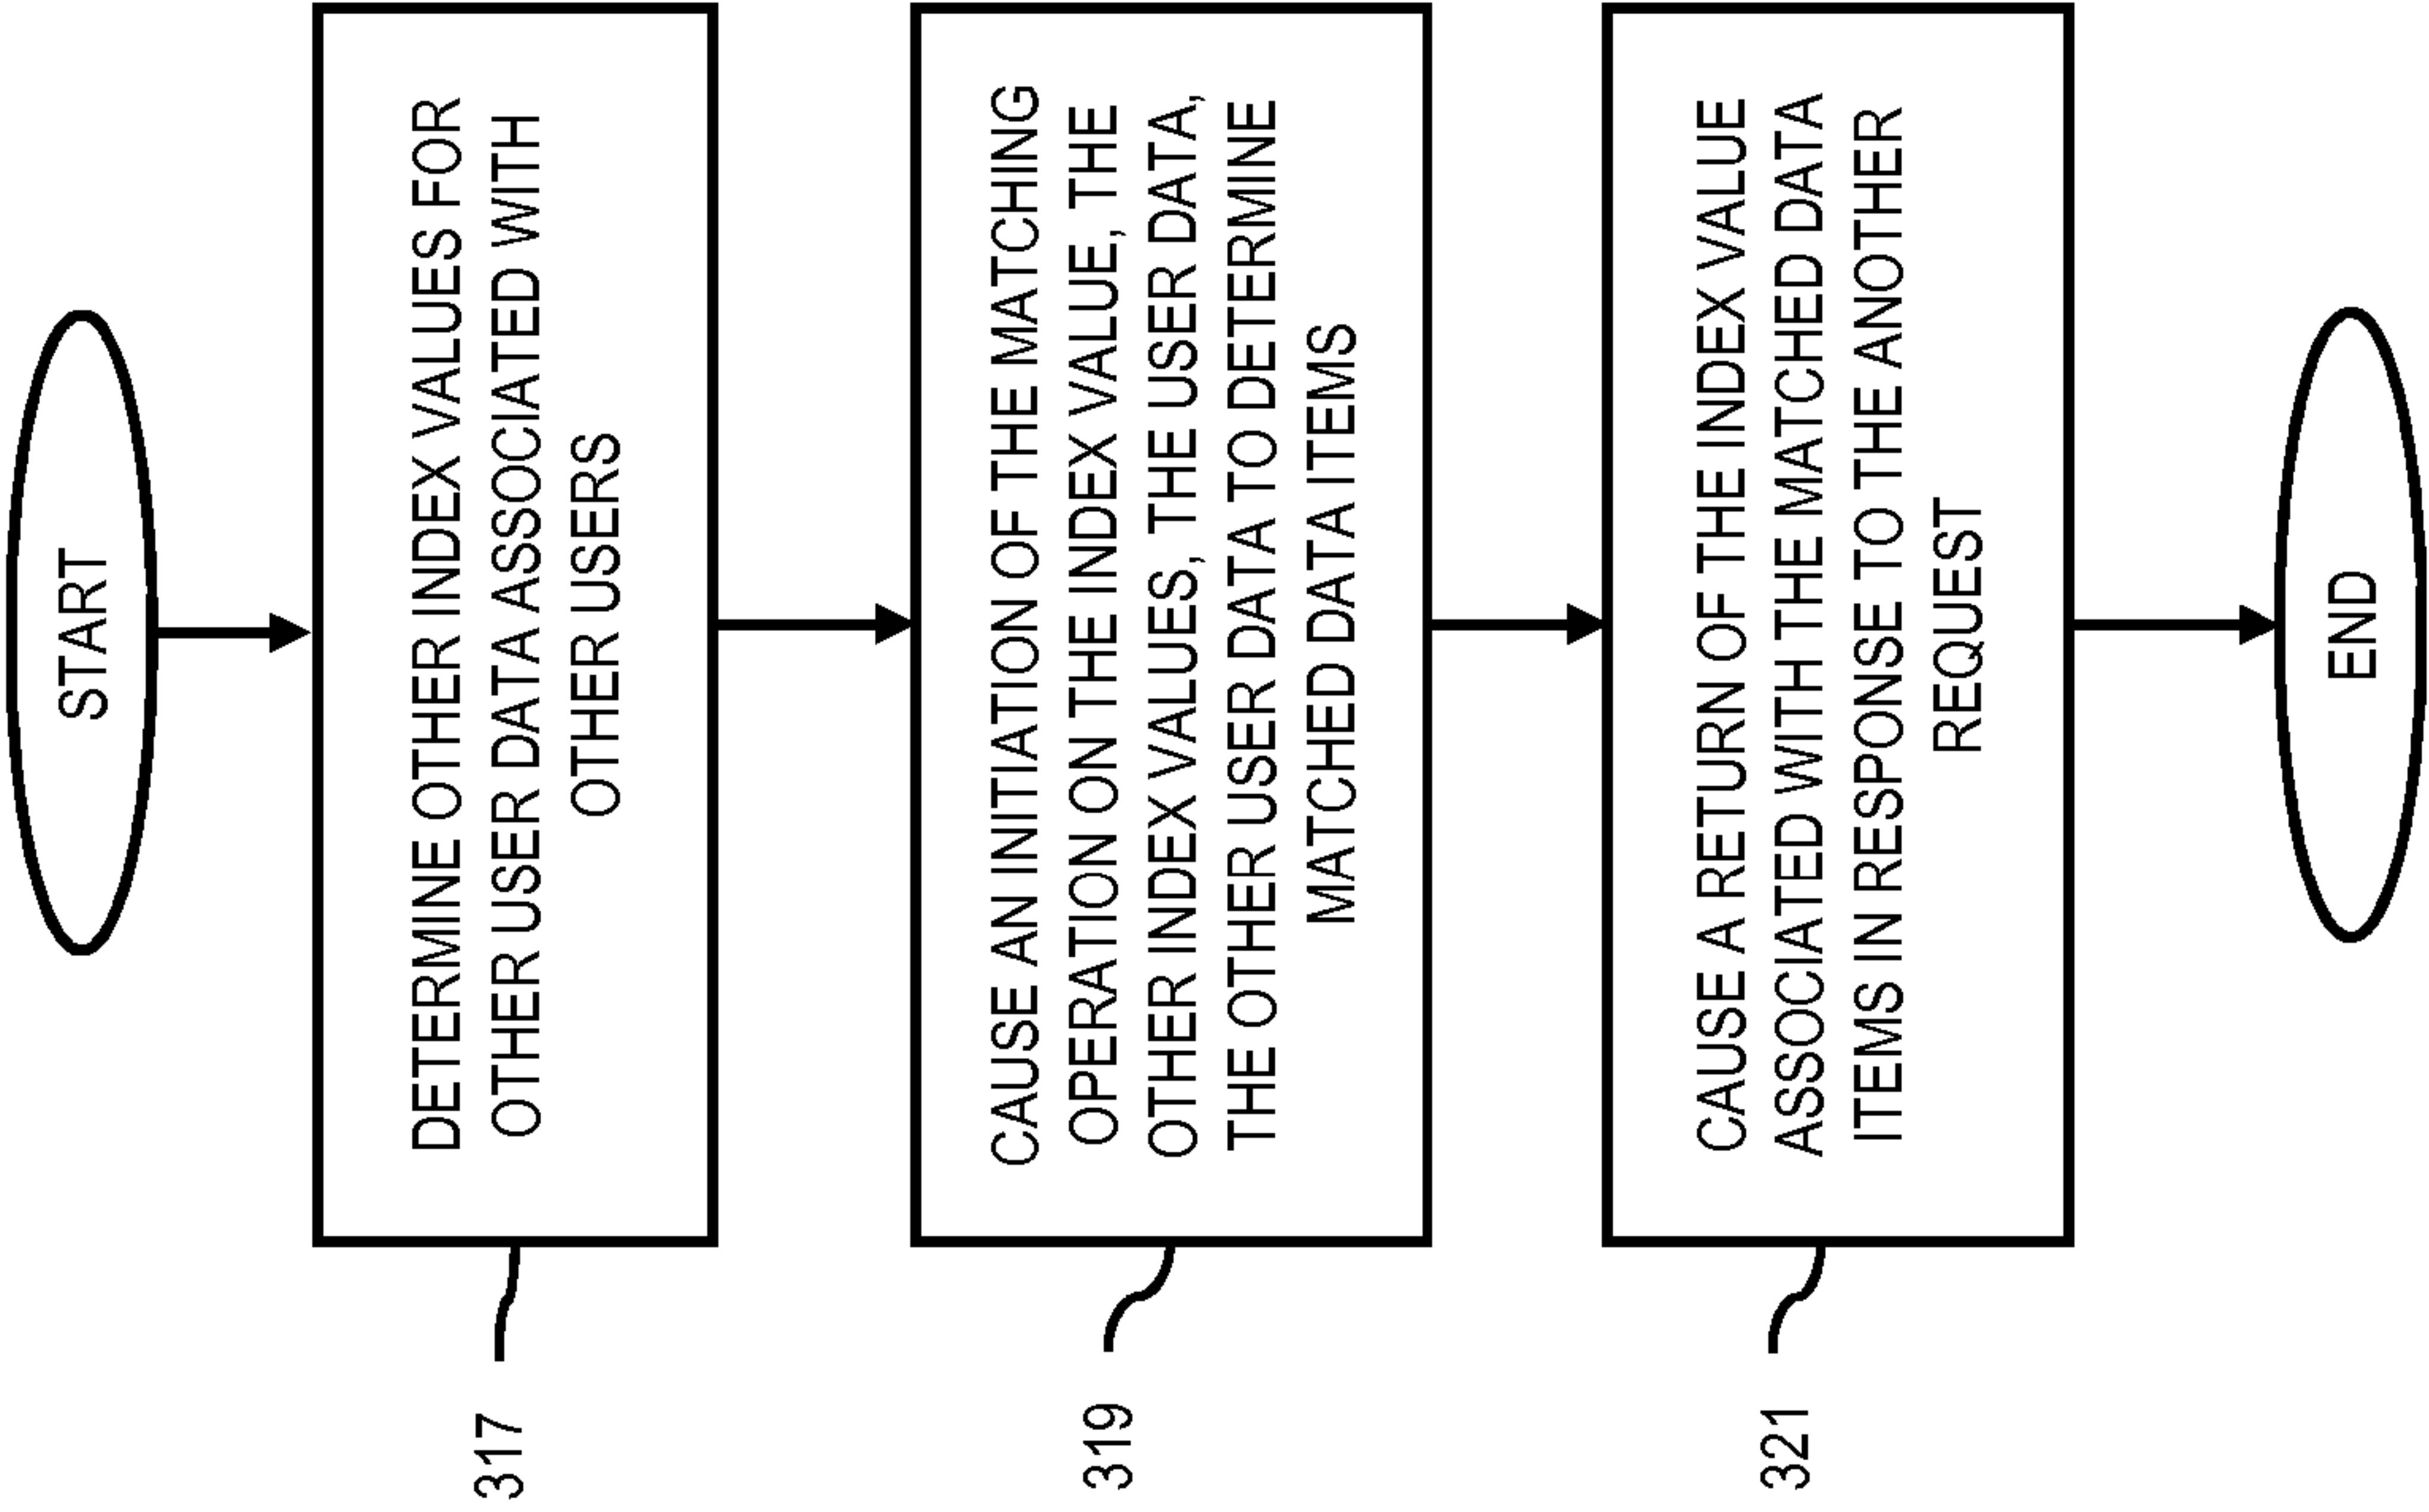 START
317
DETERMINE OTHER INDEX VALUES FOR
OTHER USER DATA ASSOCIATED WITH
OTHER USERS
319
CAUSE AN INITIATION OF THE MATCHING
OPERATION ON THE INDEX VALUE, THE
OTHER INDEX VALUES, THE USER DATA,
THE OTHER USER DATA TO DETERMINE
MATCHED DATA ITEMS
321
CAUSE A RETURN OF THE INDEX VALUE
ASSOCIATED WITH THE MATCHED DATA
ITEMS IN RESPONSE TO THE ANOTHER
REQUEST
END